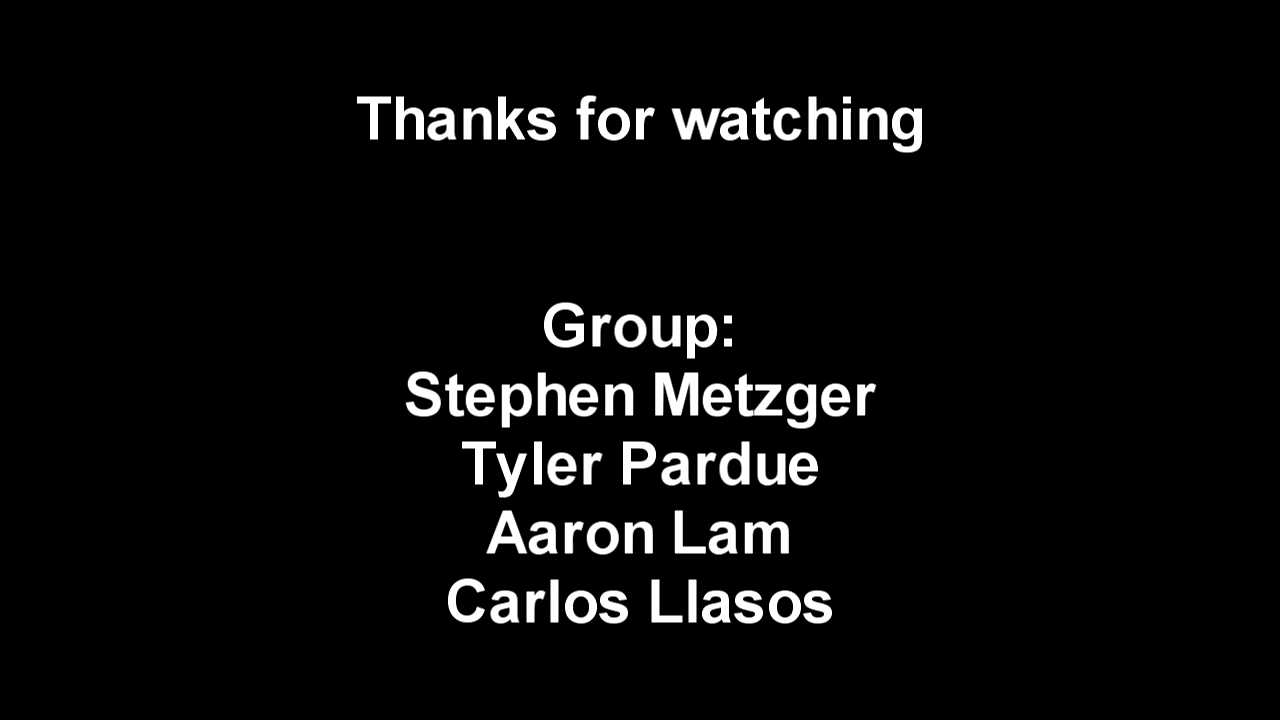 Thanks for watching
Group:
Stephen Metzger
Tyler Pardue
Aaron Lam
Carlos Llasos